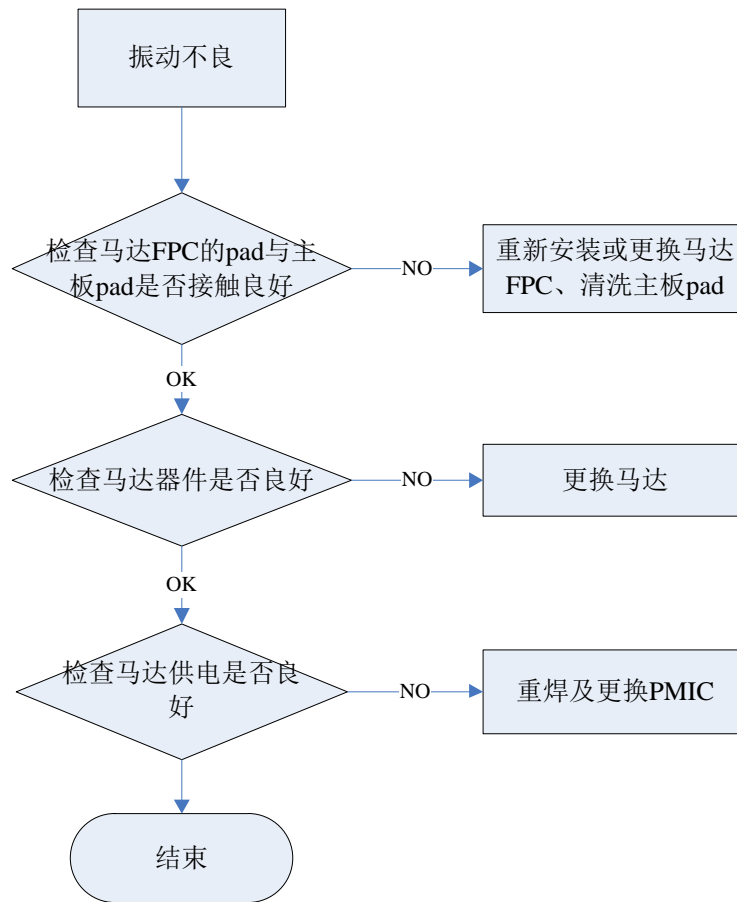 振动不良
检查马达FPC的pad与主
板pad是否接触良好
NO
重新安装或更换马达
FPC、清洗主板pad
OK
检查马达器件是否良好
NO
更换马达
OK
检查马达供电是否良
好
NO
重焊及更换PMIC
结束